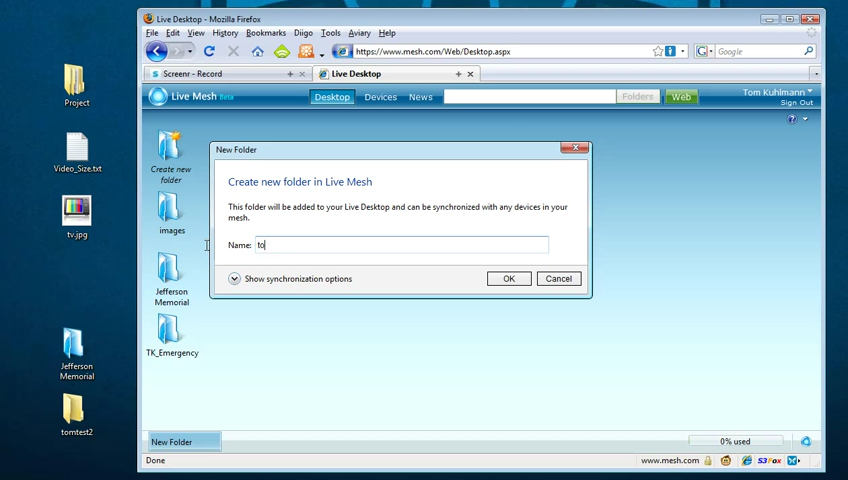 Live Desktop - Mozilla Firefox
File Edit View History Bookmarks Diigo Tools Aviary Help
https://www.mesh.com/Web/Desktop.aspx
Google
Screenr - Record
Live Desktop
Live Mesh Beta
Desktop Devices News
Folders
Web
Tom Kuhlmann
Sign Out
Project
Video_Size.txt
tv.jpg
Jefferson
Memorial
tomtest2
Create new
folder
images
Jefferson
Memorial
TK_Emergency
New Folder
Create new folder in Live Mesh
This folder will be added to your Live Desktop and can be synchronized with any devices in your
mesh.
Name: to
Show synchronization options
OK
Cancel
New Folder
0% used
Done
www.mesh.com
S3Fox